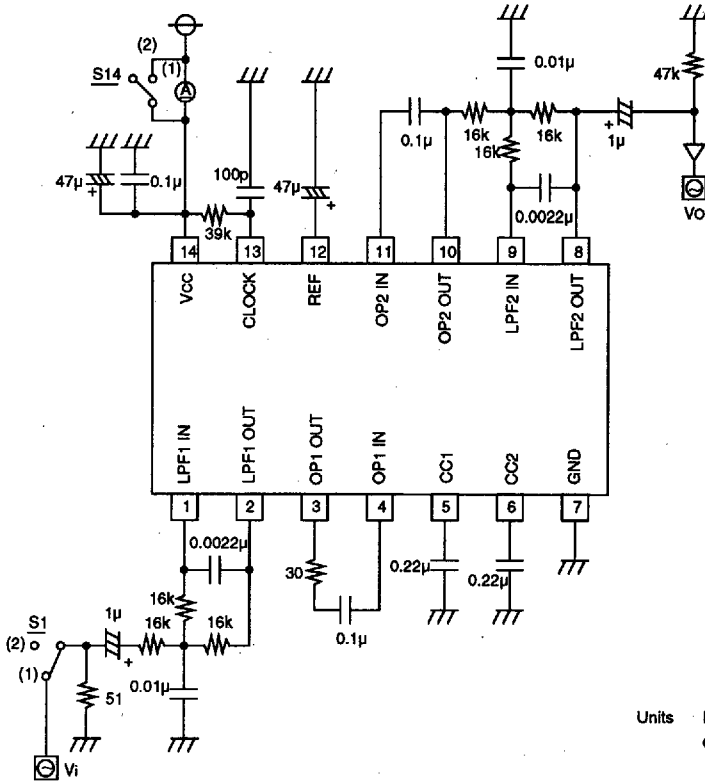 (2)
S14
(1)
A
47μ
+
0.1μ
39k
100p
47μ
+
0.1μ
16k
16k
0.01μ
16k
0.0022μ
+
1μ
47k
VO
14
13
12
11
10
9
8
VCC
CLOCK
REF
OP2 IN
OP2 OUT
LPF2 IN
LPF2 OUT
LPF1 IN
LPF1 OUT
OP1 OUT
OP1 IN
CC1
CC2
GND
1
2
3
4
5
6
7
0.0022μ
16k
30
0.1μ
0.22μ
0.22μ
S1
(2)
(1)
1μ
+
16k
16k
51
0.01μ
Vi
Units